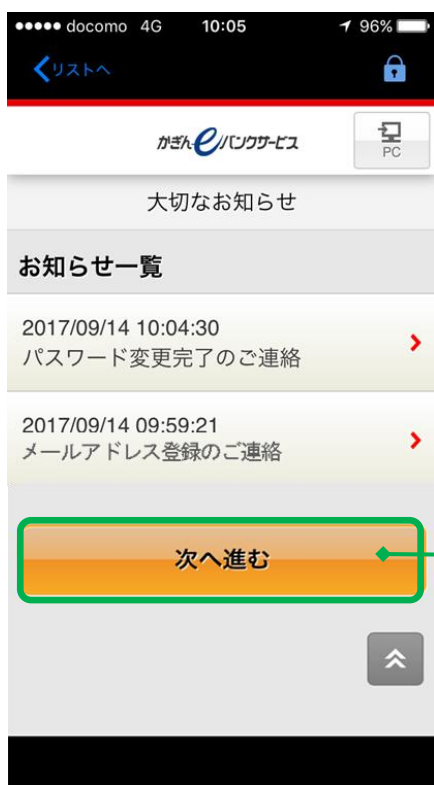 docomo 4G 10:05 96%
リストへ
かぎんeバンクサービス
PC
大切なお知らせ
お知らせ一覧
2017/09/14 10:04:30
パスワード変更完了のご連絡
2017/09/14 09:59:21
メールアドレス登録のご連絡
次へ進む